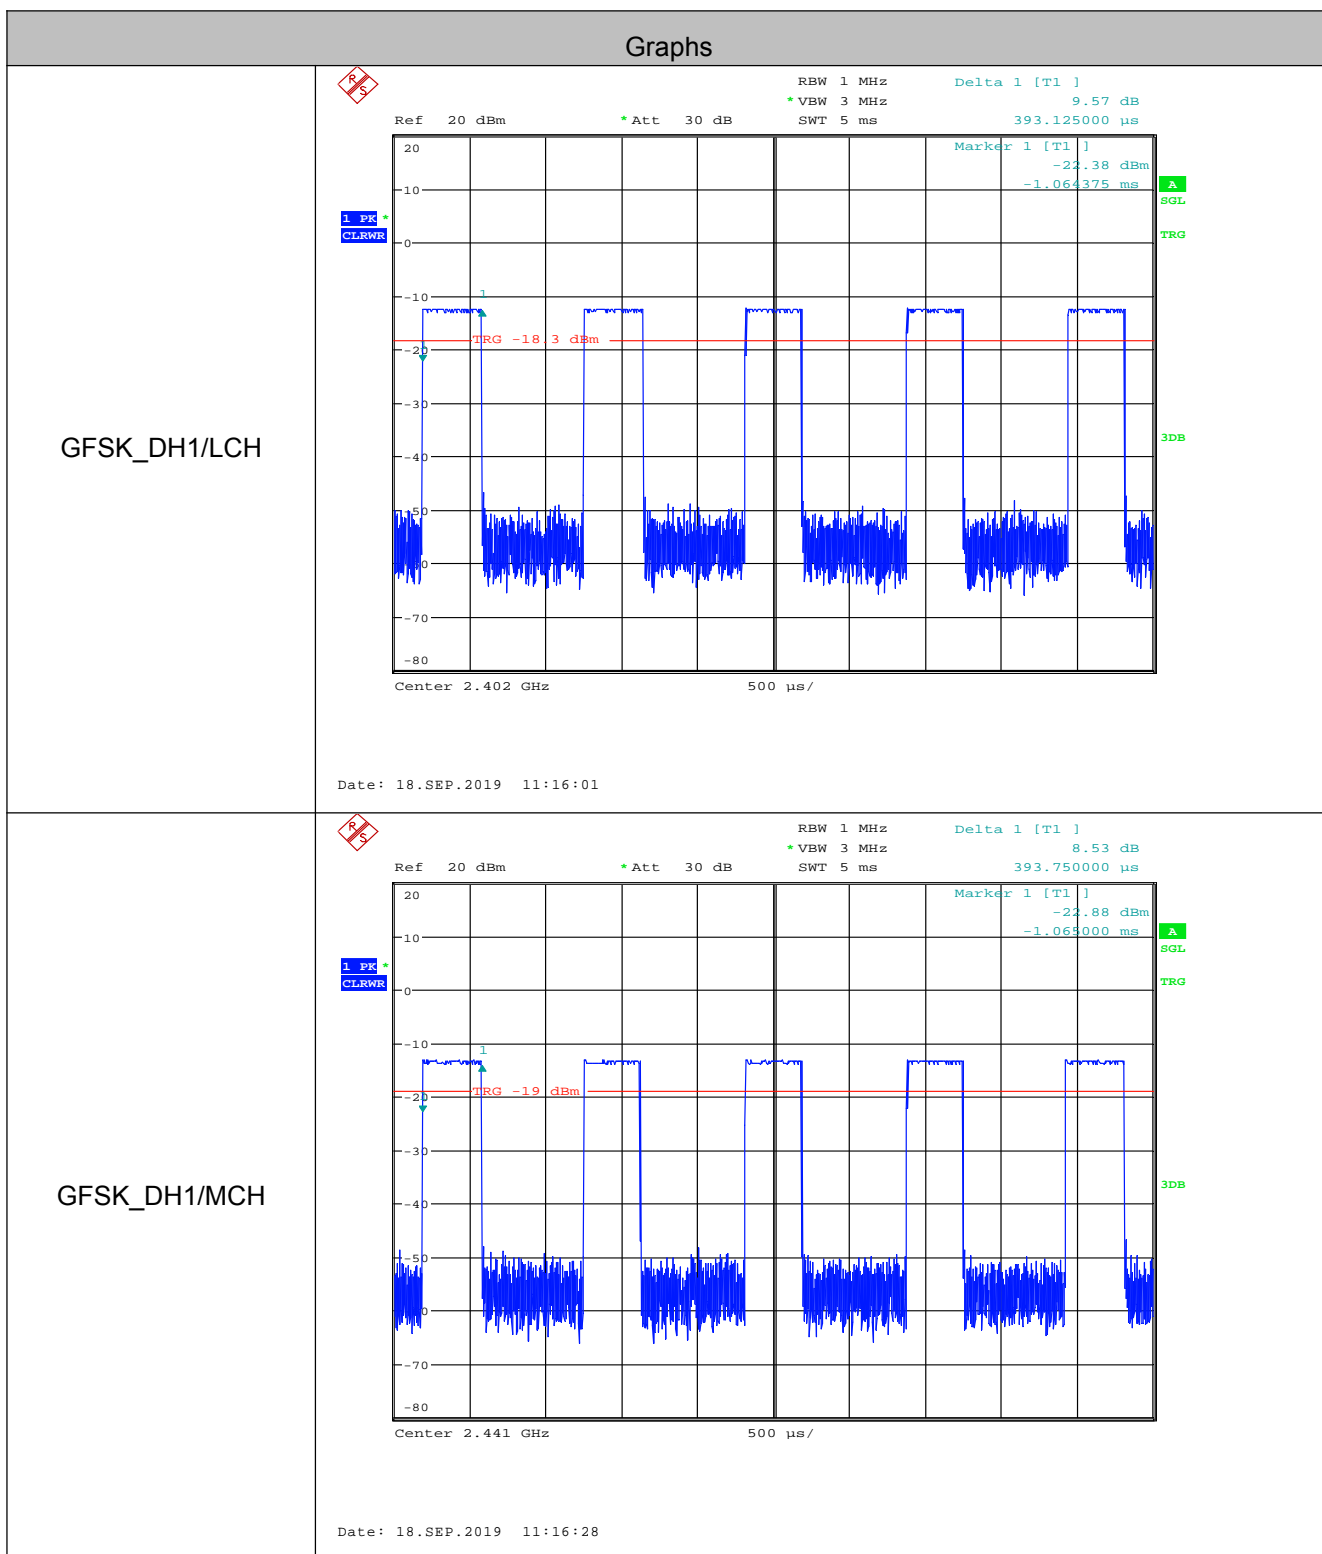 Graphs
GFSK_DH1/LCH
R S
RBW 1 MHz Delta 1 [T1 ]
* VBW 3 MHz 9.57 dB
Ref 20 dBm * Att 30 dB SWT 5 ms 393.125000 µs
20 Marker 1 [T1 ]
-22.38 dBm
-10 -1.064375 ms A
SGL
1 PK *
CLRWR TRG
0
-10 1
TRG -18.3 dBm
-20
1
-30
3DB
-40
-50
0
-70
-80
Center 2.402 GHz 500 µs/
Date: 18.SEP.2019 11:16:01
GFSK_DH1/MCH
R S
RBW 1 MHz Delta 1 [T1 ]
* VBW 3 MHz 8.53 dB
Ref 20 dBm * Att 30 dB SWT 5 ms 393.750000 µs
20 Marker 1 [T1 ]
-22.88 dBm
10 -1.065000 ms A
SGL
1 PK *
CLRWR TRG
0
-10 1
TRG -19 dBm
-20
-30
3DB
-40
-50
0
-70
-80
Center 2.441 GHz 500 µs/
Date: 18.SEP.2019 11:16:28